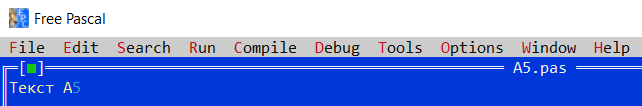 Free Pascal
File Edit Search Run Compile Debug Tools Options Window Help
[■] A5.pas
Текст А5